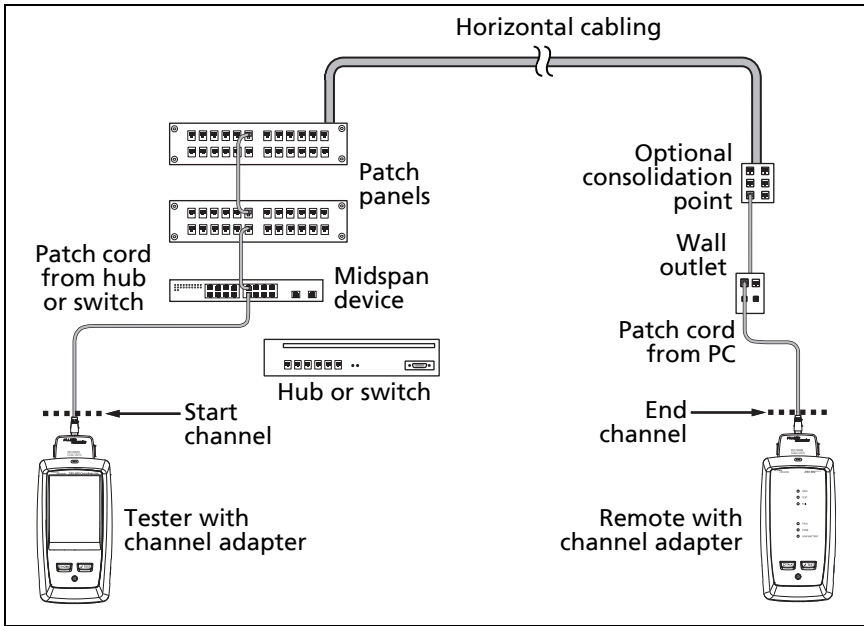 Horizontal cabling
Patch
panels
Optional
consolidation
point
Patch cord
from hub
or switch
Midspan
device
Wall
outlet
Patch cord
from PC
Hub or switch
Start
channel
End
channel
Tester with
channel adapter
Remote with
channel adapter